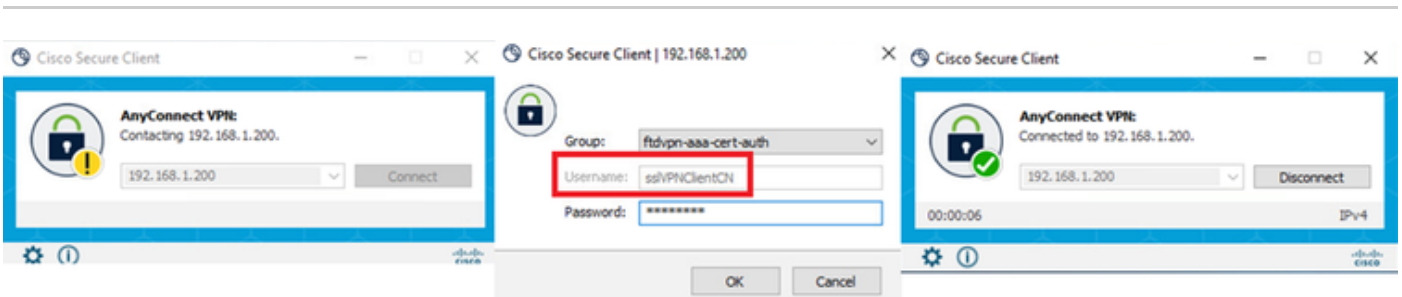 Cisco Secure Client
AnyConnect VPN:
Contacting 192.168.1.200.
192.168.1.200
Connect
cisco
Cisco Secure Client | 192.168.1.200
Group: ftdvpn-aaa-cert-auth
Username: sslVPNClientCN
Password: ********
OK Cancel
Cisco Secure Client
AnyConnect VPN:
Connected to 192.168.1.200.
192.168.1.200
Disconnect
00:00:06 IPv4
cisco